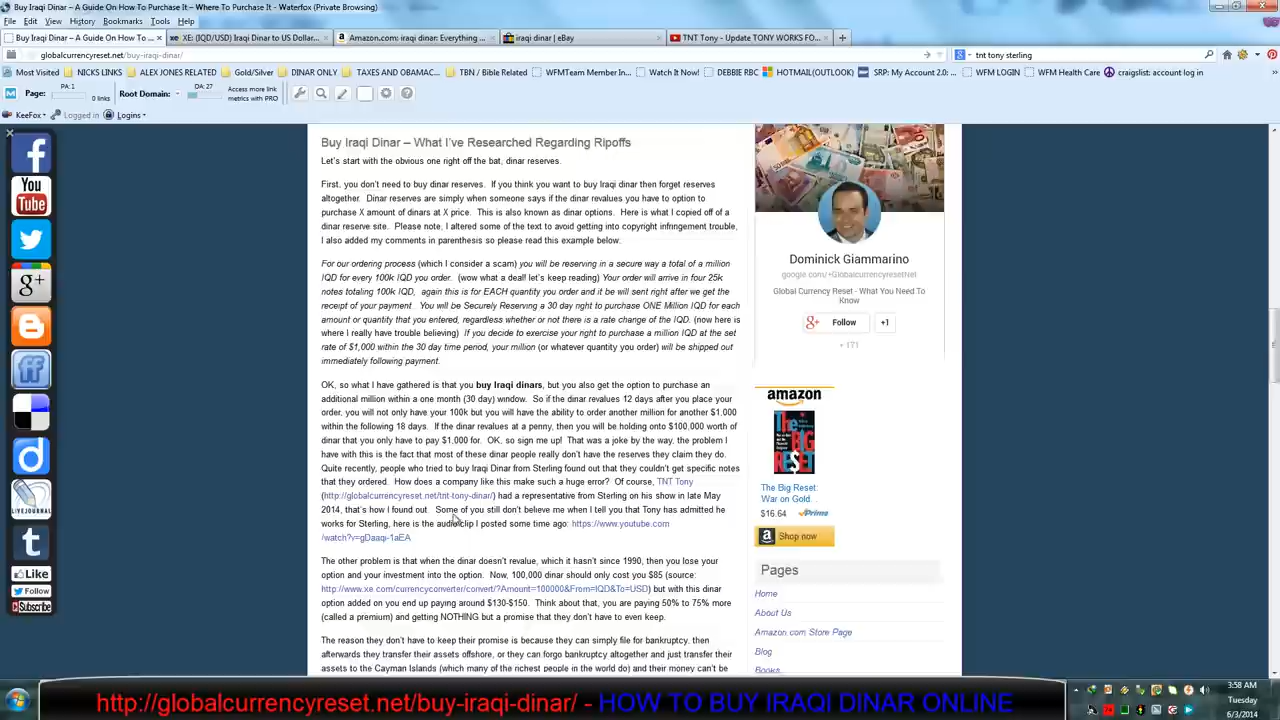 Buy Iraqi Dinar – A Guide On How To Purchase It – Where To Purchase It - Waterfox (Private Browsing)
File Edit View History Bookmarks Tools Help
Buy Iraqi Dinar – A Guide On How To P... XE: (IQD/USD) Iraqi Dinar to US Dollar... Amazon.com: iraqi dinar: Everything ... iraqi dinar | eBay TNT Tony - Update TONY WORKS FO...
globalcurrencyreset.net/buy-iraqi-dinar/ tnt tony sterling
Most Visited NICKS LINKS ALEX JONES RELATED Gold/Silver DINAR ONLY TAXES AND OBAMAC... TBN / Bible Related WFMTeam Member In... Watch It Now! DEBBIE RBC HOTMAIL(OUTLOOK) SRP: My Account 2.0: ... WFM LOGIN WFM Health Care craigslist: account log in
Page: PA: 1 0 links Root Domain: DA: 27 Access more link metrics with PRO
KeeFox Logged in Logins
Buy Iraqi Dinar – What I've Researched Regarding Ripoffs
Let's start with the obvious one right off the bat, dinar reserves.
First, you don't need to buy dinar reserves. If you think you want to buy Iraqi dinar then forget reserves
altogether. Dinar reserves are simply when someone says if the dinar revalues you have to option to
purchase X amount of dinars at X price. This is also known as dinar options. Here is what I copied off of a
dinar reserve site. Please note, I altered some of the text to avoid getting into copyright infringement trouble,
I also added my comments in parenthesis so please read this example below.
For our ordering process (which I consider a scam) you will be reserving in a secure way a total of a million
IQD for every 100k IQD you order. (wow what a deal! let's keep reading) Your order will arrive in four 25k
notes totaling 100k IQD, again this is for EACH quantity you order and it be will sent right after we get the
receipt of your payment. You will be Securely Reserving a 30 day right to purchase ONE Million IQD for each
amount or quantity that you entered, regardless whether or not there is a rate change of the IQD. (now here is
where I really have trouble believing) If you decide to exercise your right to purchase a million IQD at the set
rate of $1,000 within the 30 day time period, your million (or whatever quantity you order) will be shipped out
immediately following payment.
OK, so what I have gathered is that you buy Iraqi dinars, but you also get the option to purchase an
additional million within a one month (30 day) window. So if the dinar revalues 12 days after you place your
order, you will not only have your 100k but you will have the ability to order another million for another $1,000
within the following 18 days. If the dinar revalues at a penny, then you will be holding onto $100,000 worth of
dinar that you only have to pay $1,000 for. OK, so sign me up! That was a joke by the way, the problem I
have with this is the fact that most of these dinar people really don't have the reserves they claim they do.
Quite recently, people who tried to buy Iraqi Dinar from Sterling found out that they couldn't get specific notes
that they ordered. How does a company like this make such a huge error? Of course, TNT Tony
(http://globalcurrencyreset.net/tnt-tony-dinar/) had a representative from Sterling on his show in late May
2014, that's how I found out. Some of you still don't believe me when I tell you that Tony has admitted he
works for Sterling, here is the audio clip I posted some time ago: https://www.youtube.com
/watch?v=gDaaqi-1aEA
The other problem is that when the dinar doesn't revalue, which it hasn't since 1990, then you lose your
option and your investment into the option. Now, 100,000 dinar should only cost you $85 (source:
http://www.xe.com/currencyconverter/convert/?Amount=100000&From=IQD&To=USD) but with this dinar
option added on you end up paying around $130-$150. Think about that, you are paying 50% to 75% more
(called a premium) and getting NOTHING but a promise that they don't have to even keep.
The reason they don't have to keep their promise is because they can simply file for bankruptcy, then
afterwards they transfer their assets offshore, or they can forgo bankruptcy altogether and just transfer their
assets to the Cayman Islands (which many of the richest people in the world do) and their money can't be
Dominick Giammarino
google.com/+GlobalcurrencyresetNet
Global Currency Reset - What You Need To
Know
Follow +1
+ 171
amazon
The Big RESET
The Big Reset:
War on Gold...
$16.64 Prime
Shop now
Pages
Home
About Us
Amazon.com Store Page
Blog
Books
You Tube
g+
LIVEJOURNAL
Like
Follow
Subscribe
http://globalcurrencyreset.net/buy-iraqi-dinar/ - HOW TO BUY IRAQI DINAR ONLINE
3:58 AM
Tuesday
6/3/2014